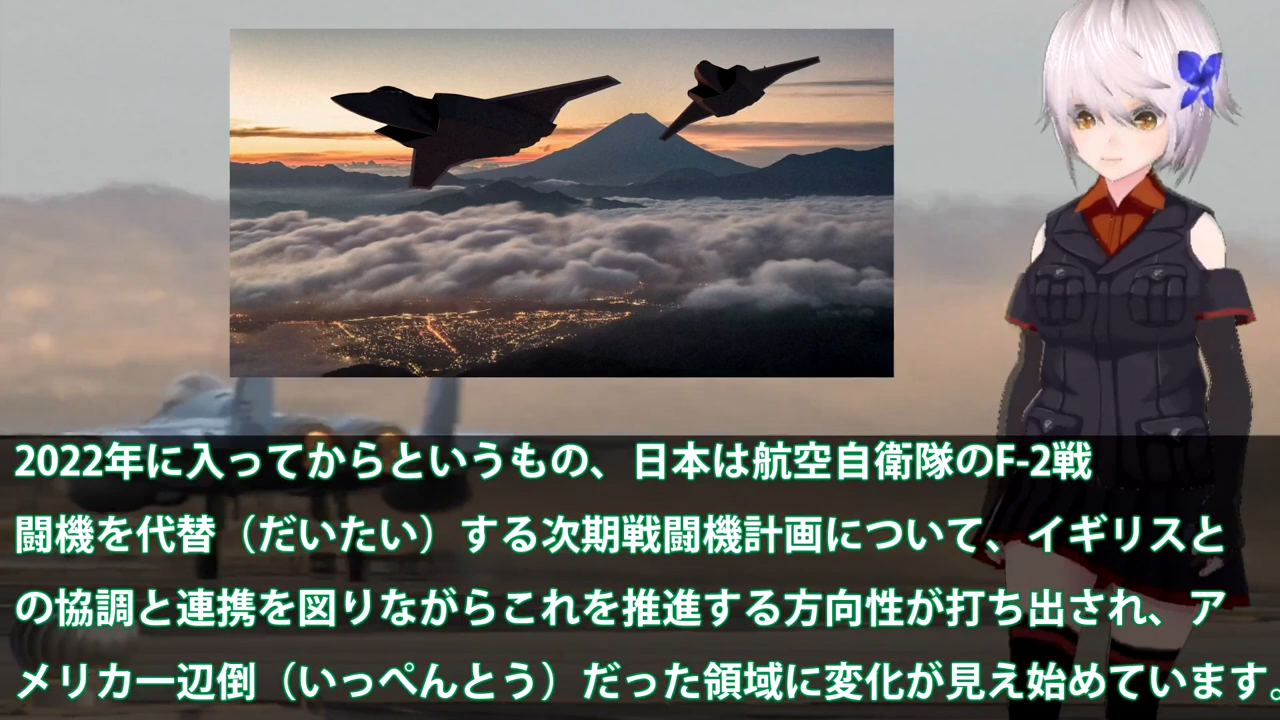 2022年に入ってからというもの、日本は航空自衛隊のF-2戦
闘機を代替（だいたい）する次期戦闘機計画について、イギリスと
の協調と連携を図りながらこれを推進する方向性が打ち出され、ア
メリカ一辺倒（いっぺんとう）だった領域に変化が見え始めています。